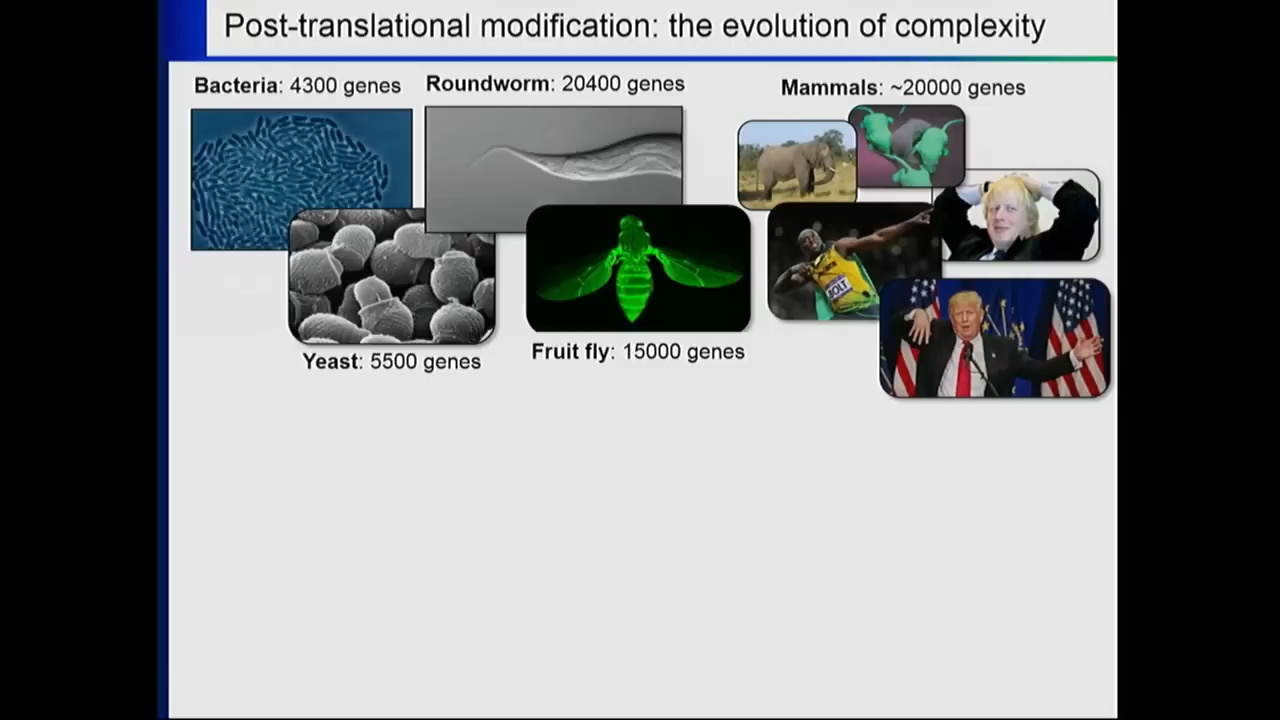 Post-translational modification: the evolution of complexity
Bacteria: 4300 genes
Roundworm: 20400 genes
Mammals: ~20000 genes
BOLT
Yeast: 5500 genes
Fruit fly: 15000 genes